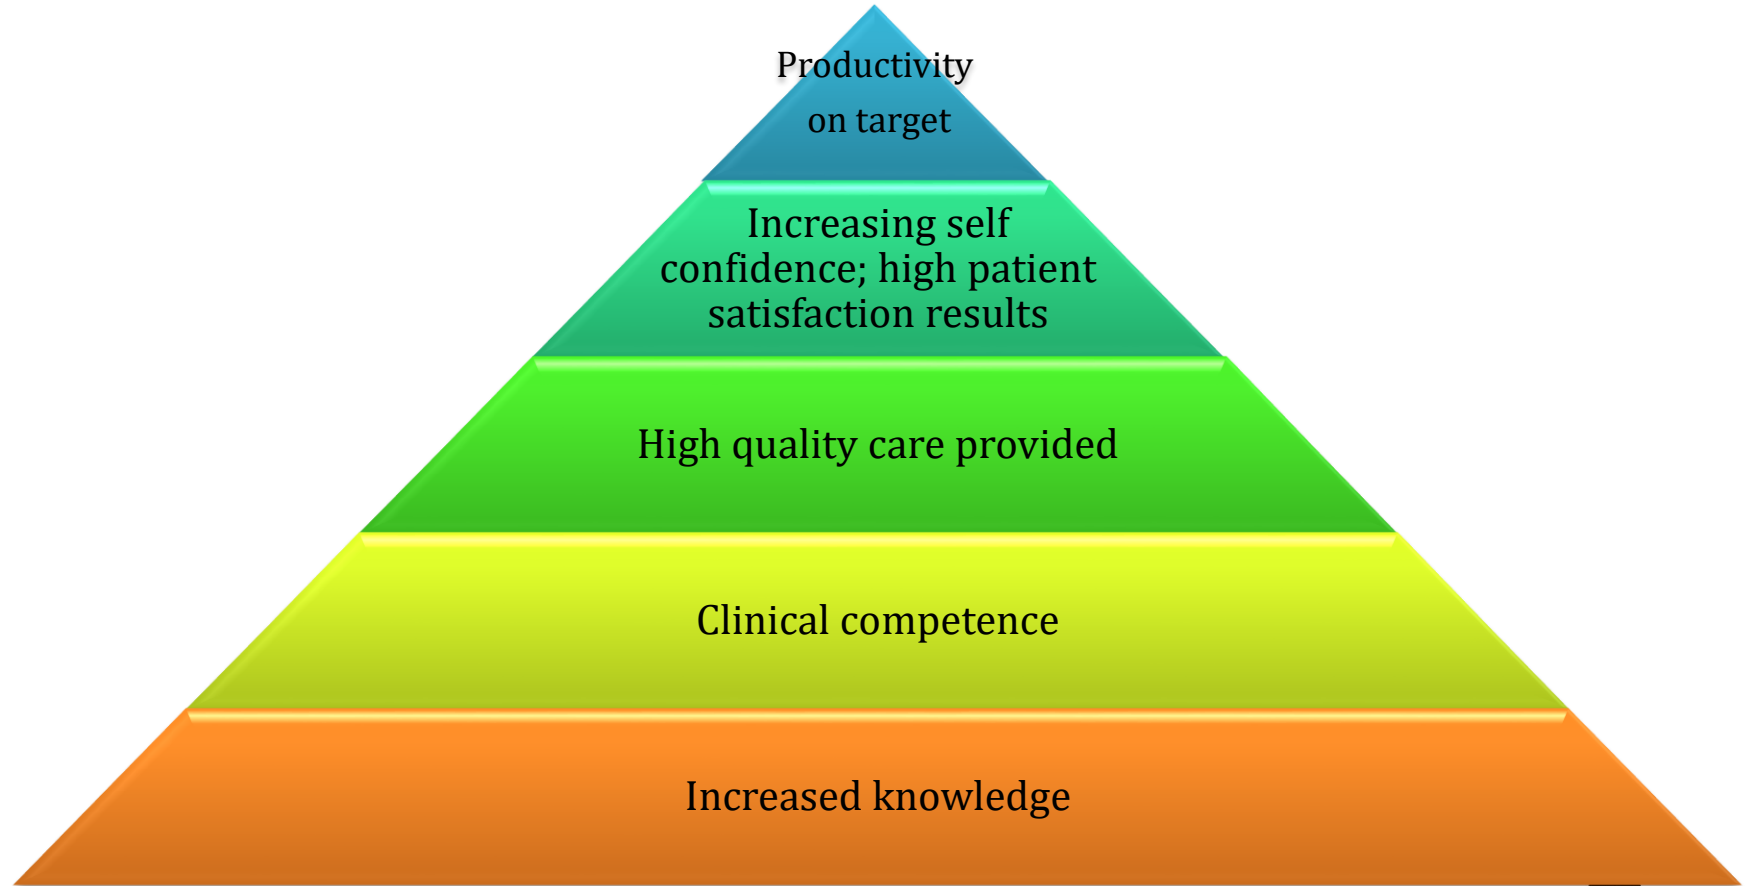 Productivity
on target
Increasing self
confidence; high patient
satisfaction results
High quality care provided
Clinical competence
Increased knowledge